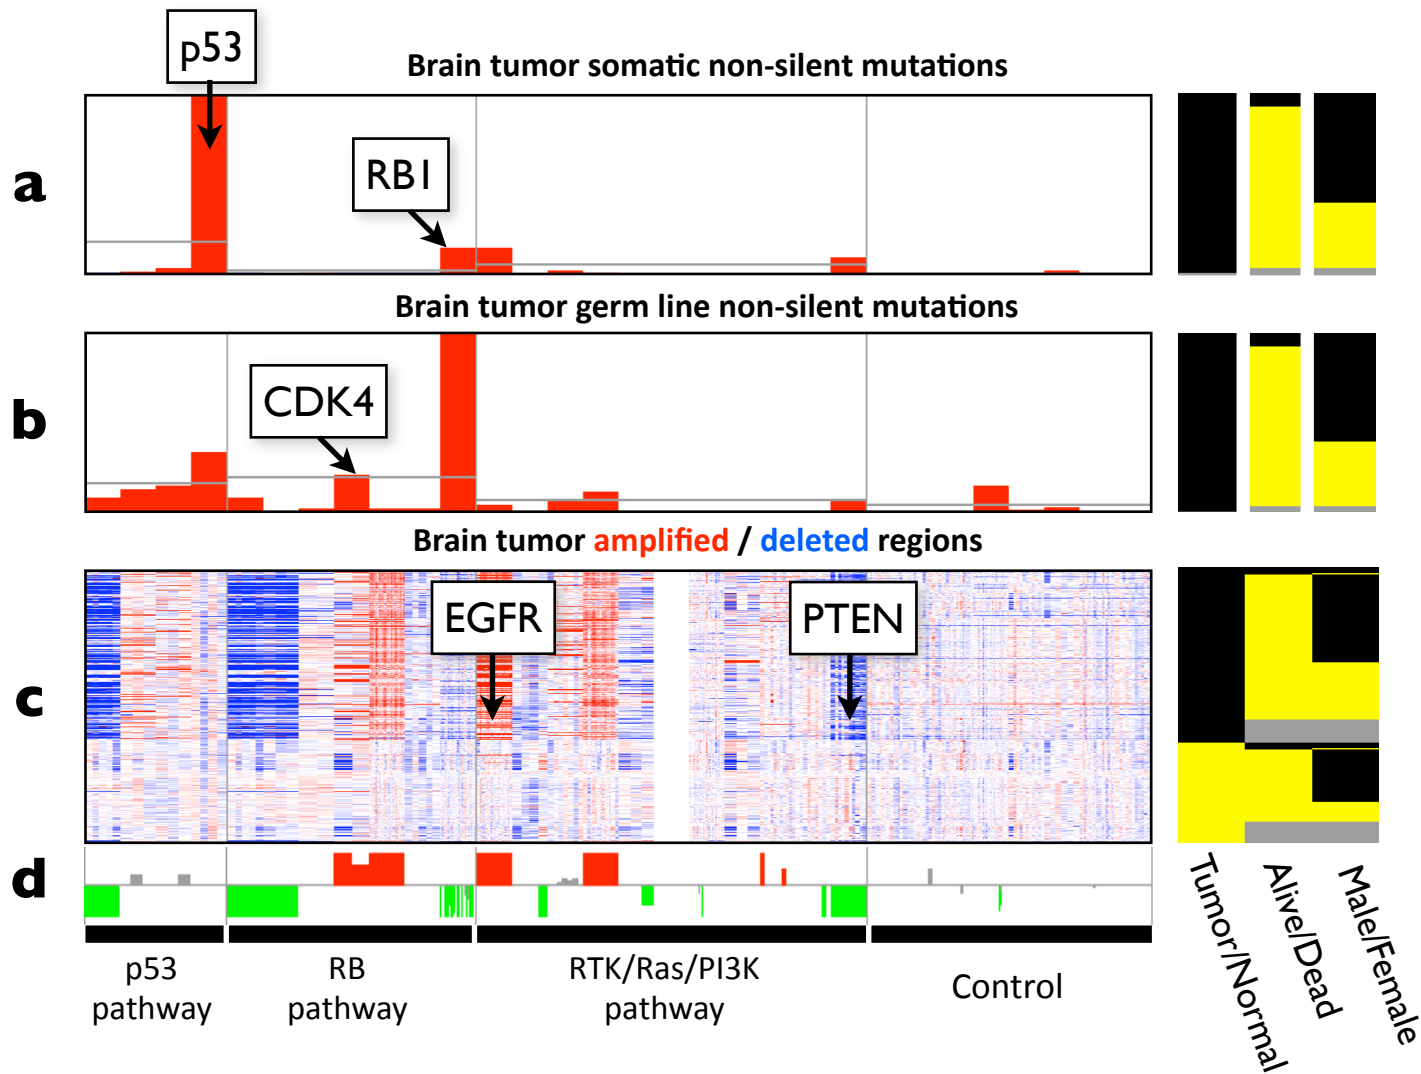 p53
Brain tumor somatic non-silent mutations
a
RB1
Brain tumor germ line non-silent mutations
b
CDK4
Brain tumor amplified / deleted regions
c
EGFR
PTEN
d
p53
pathway
RB
pathway
RTK/Ras/PI3K
pathway
Control
Tumor/Normal
Alive/Dead
Male/Female